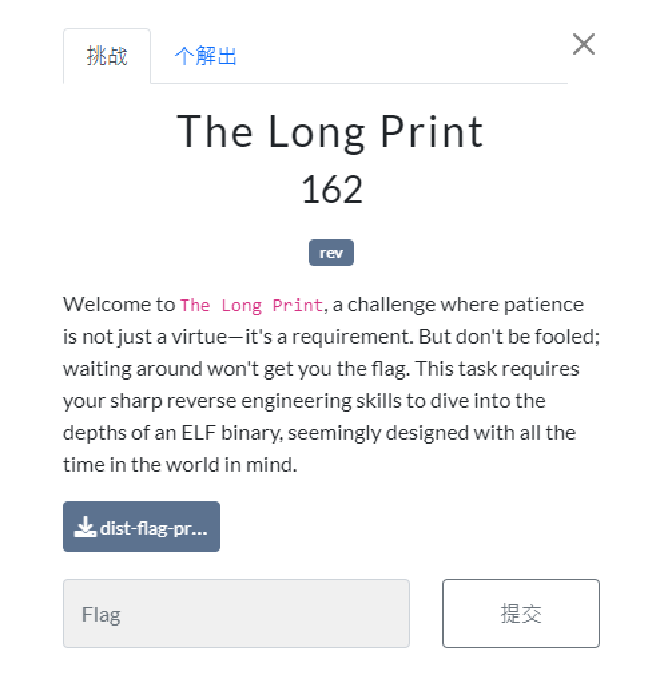 挑战 个解出
The Long Print
162
rev
Welcome to The Long Print, a challenge where patience
is not just a virtue—it's a requirement. But don't be fooled;
waiting around won't get you the flag. This task requires
your sharp reverse engineering skills to dive into the
depths of an ELF binary, seemingly designed with all the
time in the world in mind.
dist-flag-pr...
Flag 提交